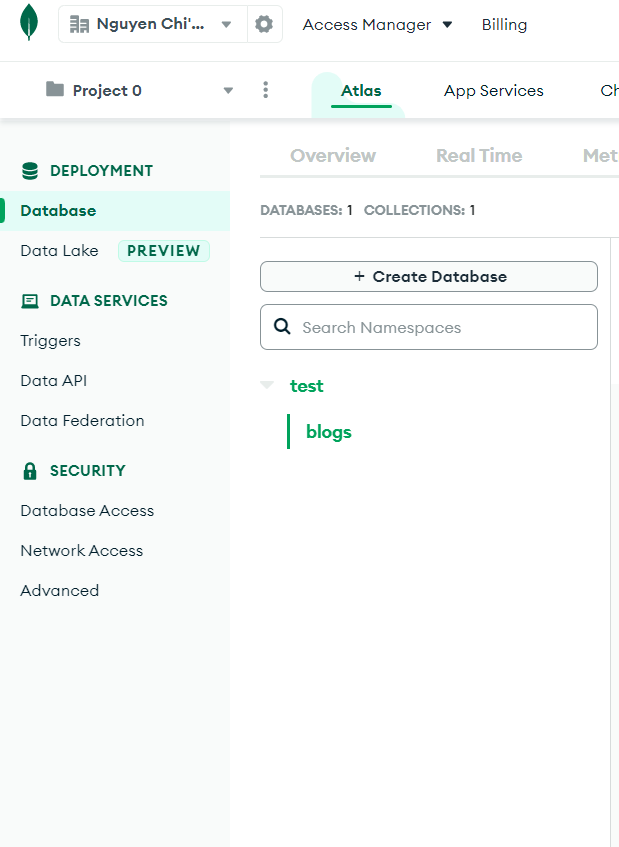 Nguyen Chi'... Access Manager Billing
Project 0 Atlas App Services Ch
Overview Real Time Met
DATABASES: 1 COLLECTIONS: 1
DEPLOYMENT
Database
Data Lake PREVIEW
DATA SERVICES
Triggers
Data API
Data Federation
SECURITY
Database Access
Network Access
Advanced
+ Create Database
Search Namespaces
test
blogs